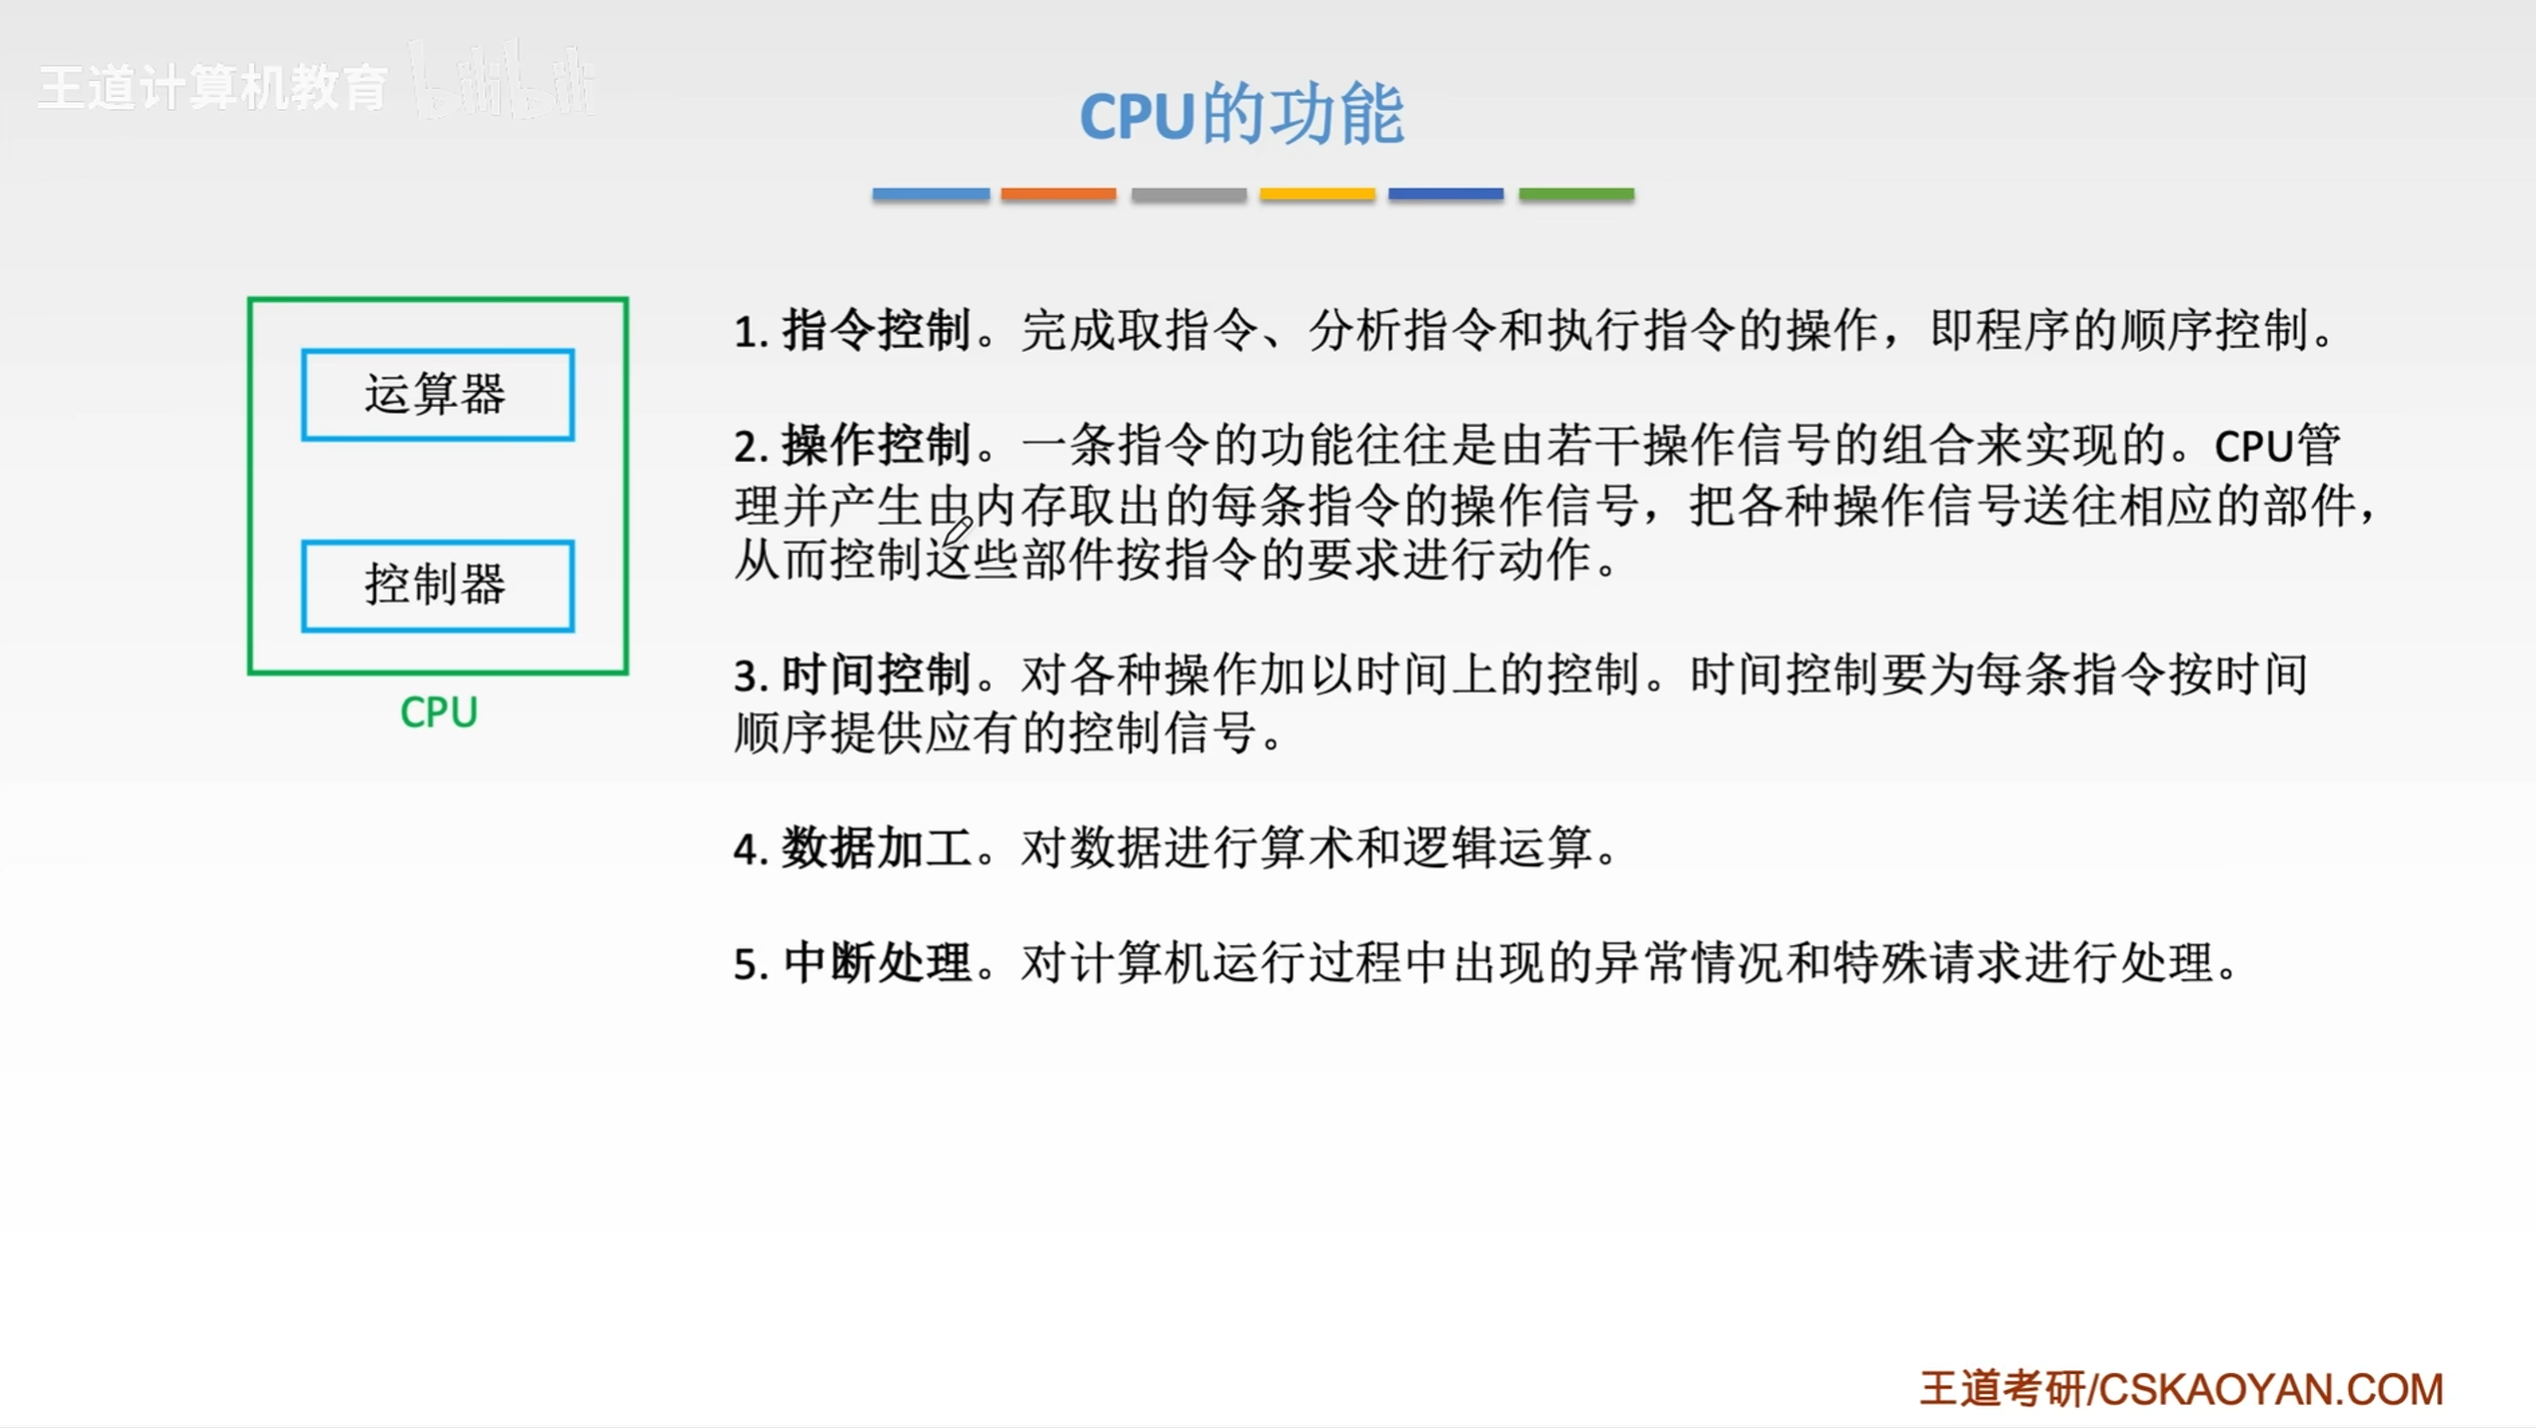 王道计算机教育 bilibili
CPU的功能
运算器
控制器
CPU
1. 指令控制。完成取指令、分析指令和执行指令的操作，即程序的顺序控制。
2. 操作控制。一条指令的功能往往是由若干操作信号的组合来实现的。CPU管
理并产生由内存取出的每条指令的操作信号，把各种操作信号送往相应的部件，
从而控制这些部件按指令的要求进行动作。
3. 时间控制。对各种操作加以时间上的控制。时间控制要为每条指令按时间
顺序提供应有的控制信号。
4. 数据加工。对数据进行算术和逻辑运算。
5. 中断处理。对计算机运行过程中出现的异常情况和特殊请求进行处理。
王道考研/CSKAOYAN.COM